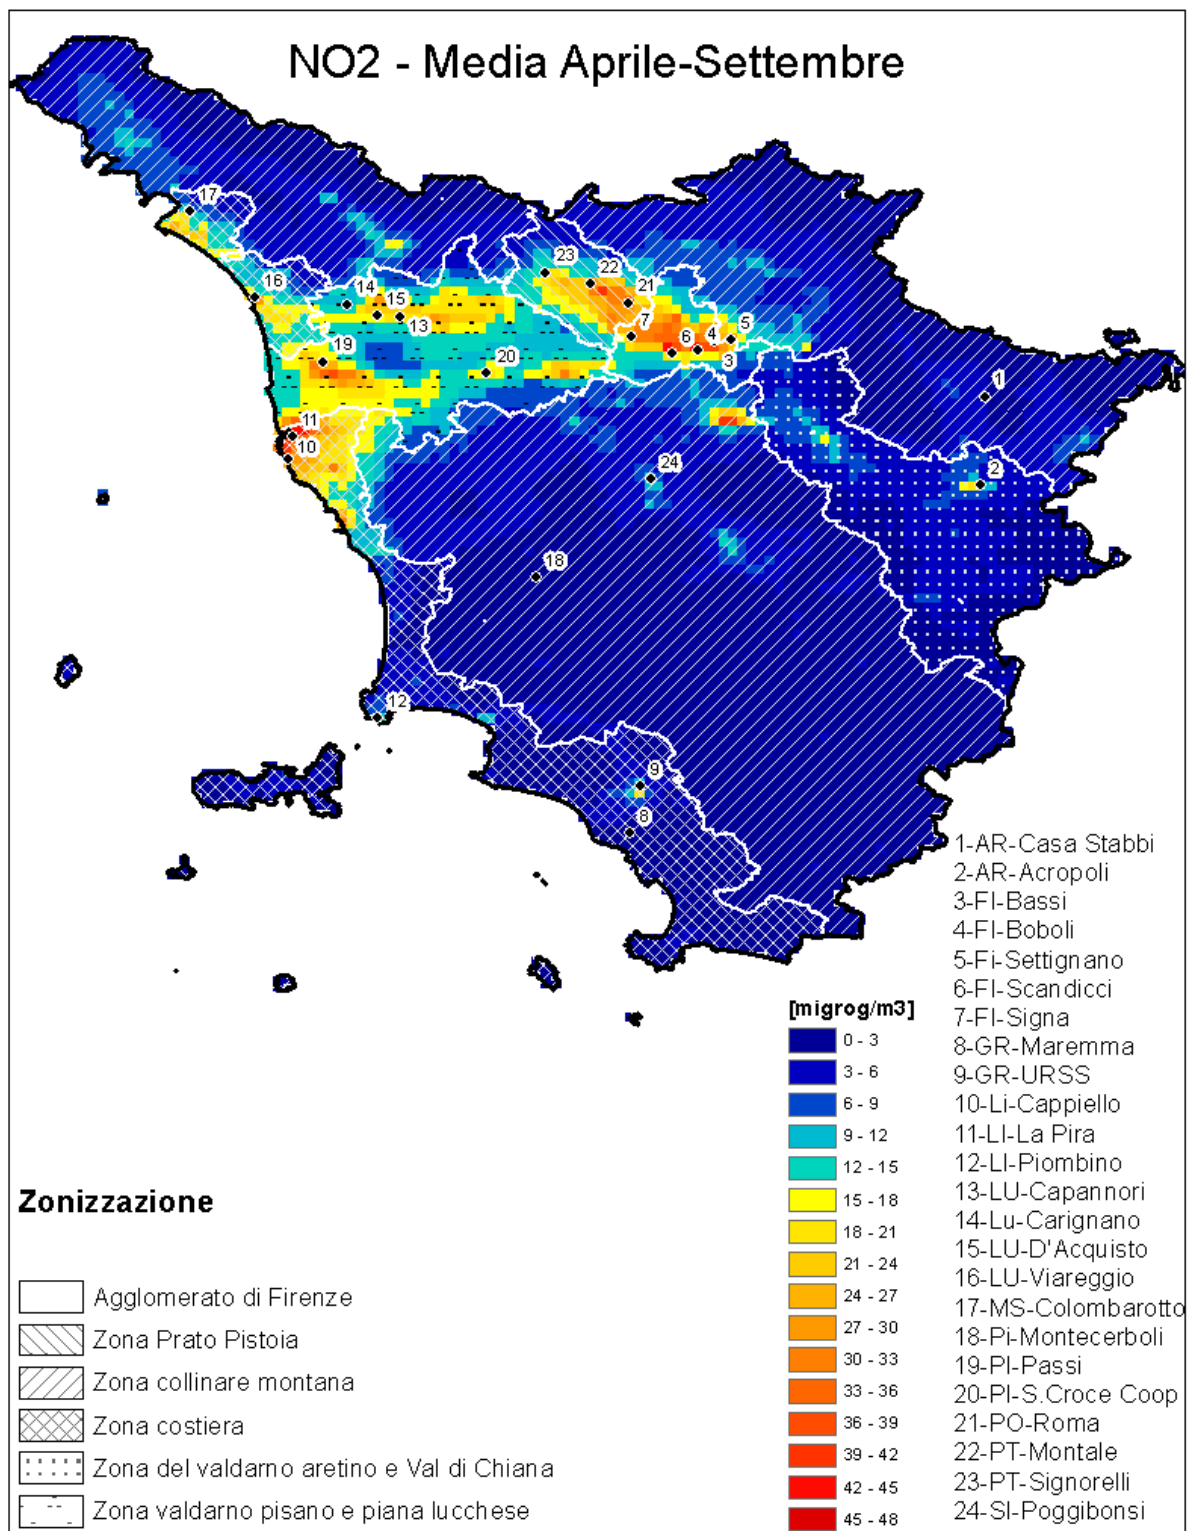 NO2 - Media Aprile-Settembre
17
16
14
15
13
19
20
11
10
23
22
21
7
6
4
5
3
1
2
24
18
12
9
8
1-AR-Casa Stabbi
2-AR-Acropoli
3-FI-Bassi
4-FI-Boboli
5-Fi-Settignano
6-FI-Scandicci
7-FI-Signa
8-GR-Maremma
9-GR-URSS
10-Li-Cappiello
11-LI-La Pira
12-LI-Piombino
13-LU-Capannori
14-Lu-Carignano
15-LU-D'Acquisto
16-LU-Viareggio
17-MS-Colombarotto
18-Pi-Montecerboli
19-PI-Passi
20-PI-S.Croce Coop
21-PO-Roma
22-PT-Montale
23-PT-Signorelli
24-SI-Poggibonsi
[migrog/m3]
0 - 3
3 - 6
6 - 9
9 - 12
12 - 15
15 - 18
18 - 21
21 - 24
24 - 27
27 - 30
30 - 33
33 - 36
36 - 39
39 - 42
42 - 45
45 - 48
Zonizzazione
Agglomerato di Firenze
Zona Prato Pistoia
Zona collinare montana
Zona costiera
Zona del valdarno aretino e Val di Chiana
Zona valdarno pisano e piana lucchese